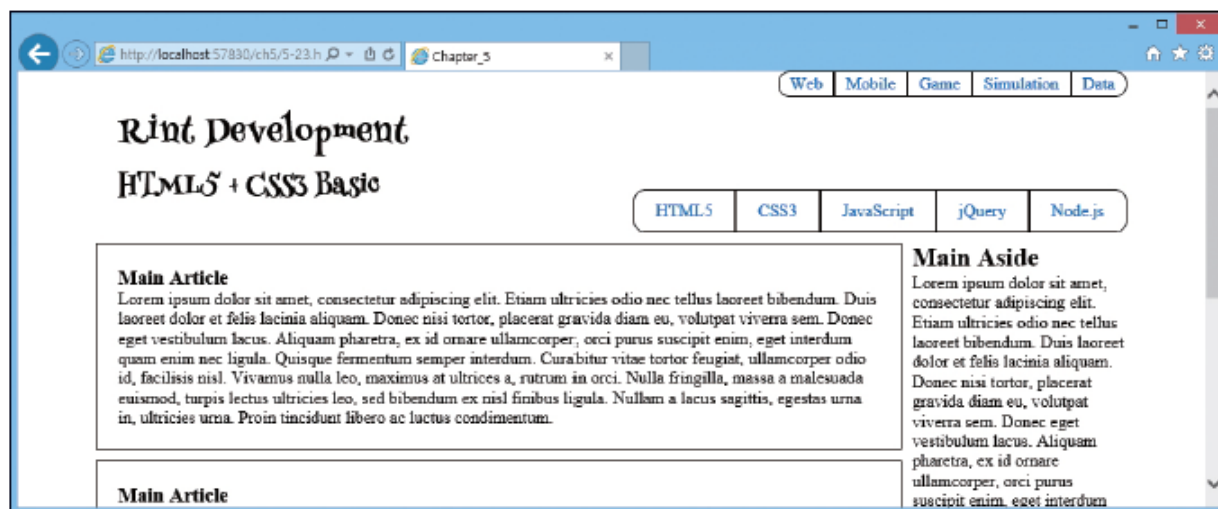 http://localhost:57830/ch5/5-23.h
Chapter_5
Web Mobile Game Simulation Data
Rint Development
HTML5 + CSS3 Basic
HTML5 CSS3 JavaScript jQuery Node.js
Main Article
Lorem ipsum dolor sit amet, consectetur adipiscing elit. Etiam ultricies odio nec tellus laoreet bibendum. Duis
laoreet dolor et felis lacinia aliquam. Donec nisi tortor, placerat gravida diam eu, volutpat viverra sem. Donec
eget vestibulum lacus. Aliquam pharetra, ex id ornare ullamcorper, orci purus suscipit enim, eget interdum
quam enim nec ligula. Quisque fermentum semper interdum. Curabitur vitae tortor feugiat, ullamcorper odio
id, facilisis nisl. Vivamus nulla leo, maximus at ultrices a, rutrum in orci. Nulla fringilla, massa a malesuada
euismod, turpis lectus ultricies leo, sed bibendum ex nisl finibus ligula. Nullam a lacus sagittis, egestas urna
in, ultricies urna. Proin tincidunt libero ac luctus condimentum.
Main Article
Main Aside
Lorem ipsum dolor sit amet,
consectetur adipiscing elit.
Etiam ultricies odio nec tellus
laoreet bibendum. Duis laoreet
dolor et felis lacinia aliquam.
Donec nisi tortor, placerat
gravida diam eu, volutpat
viverra sem. Donec eget
vestibulum lacus. Aliquam
pharetra, ex id ornare
ullamcorper, orci purus
suscipit enim, eget interdum